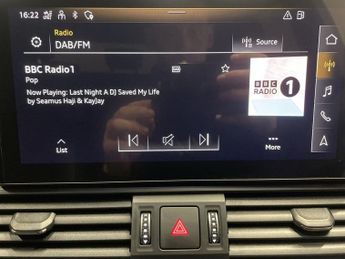 16:22
Radio
DAB/FM
Source
BBC Radio1
Pop
Now Playing: Last Night A DJ Saved My Life
by Seamus Haji & KayJay
BBC
RADIO
1
List
More